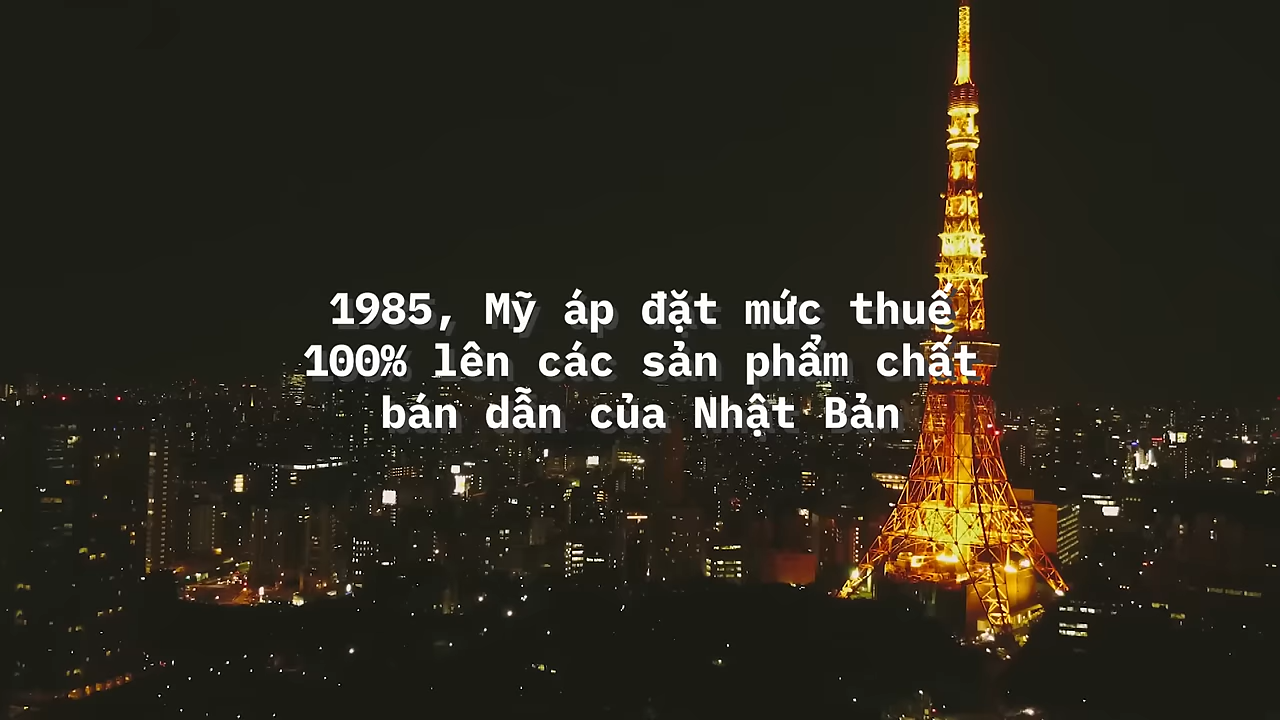 1985, Mỹ áp đặt mức thuế
100% lên các sản phẩm chất
bán dẫn của Nhật Bản